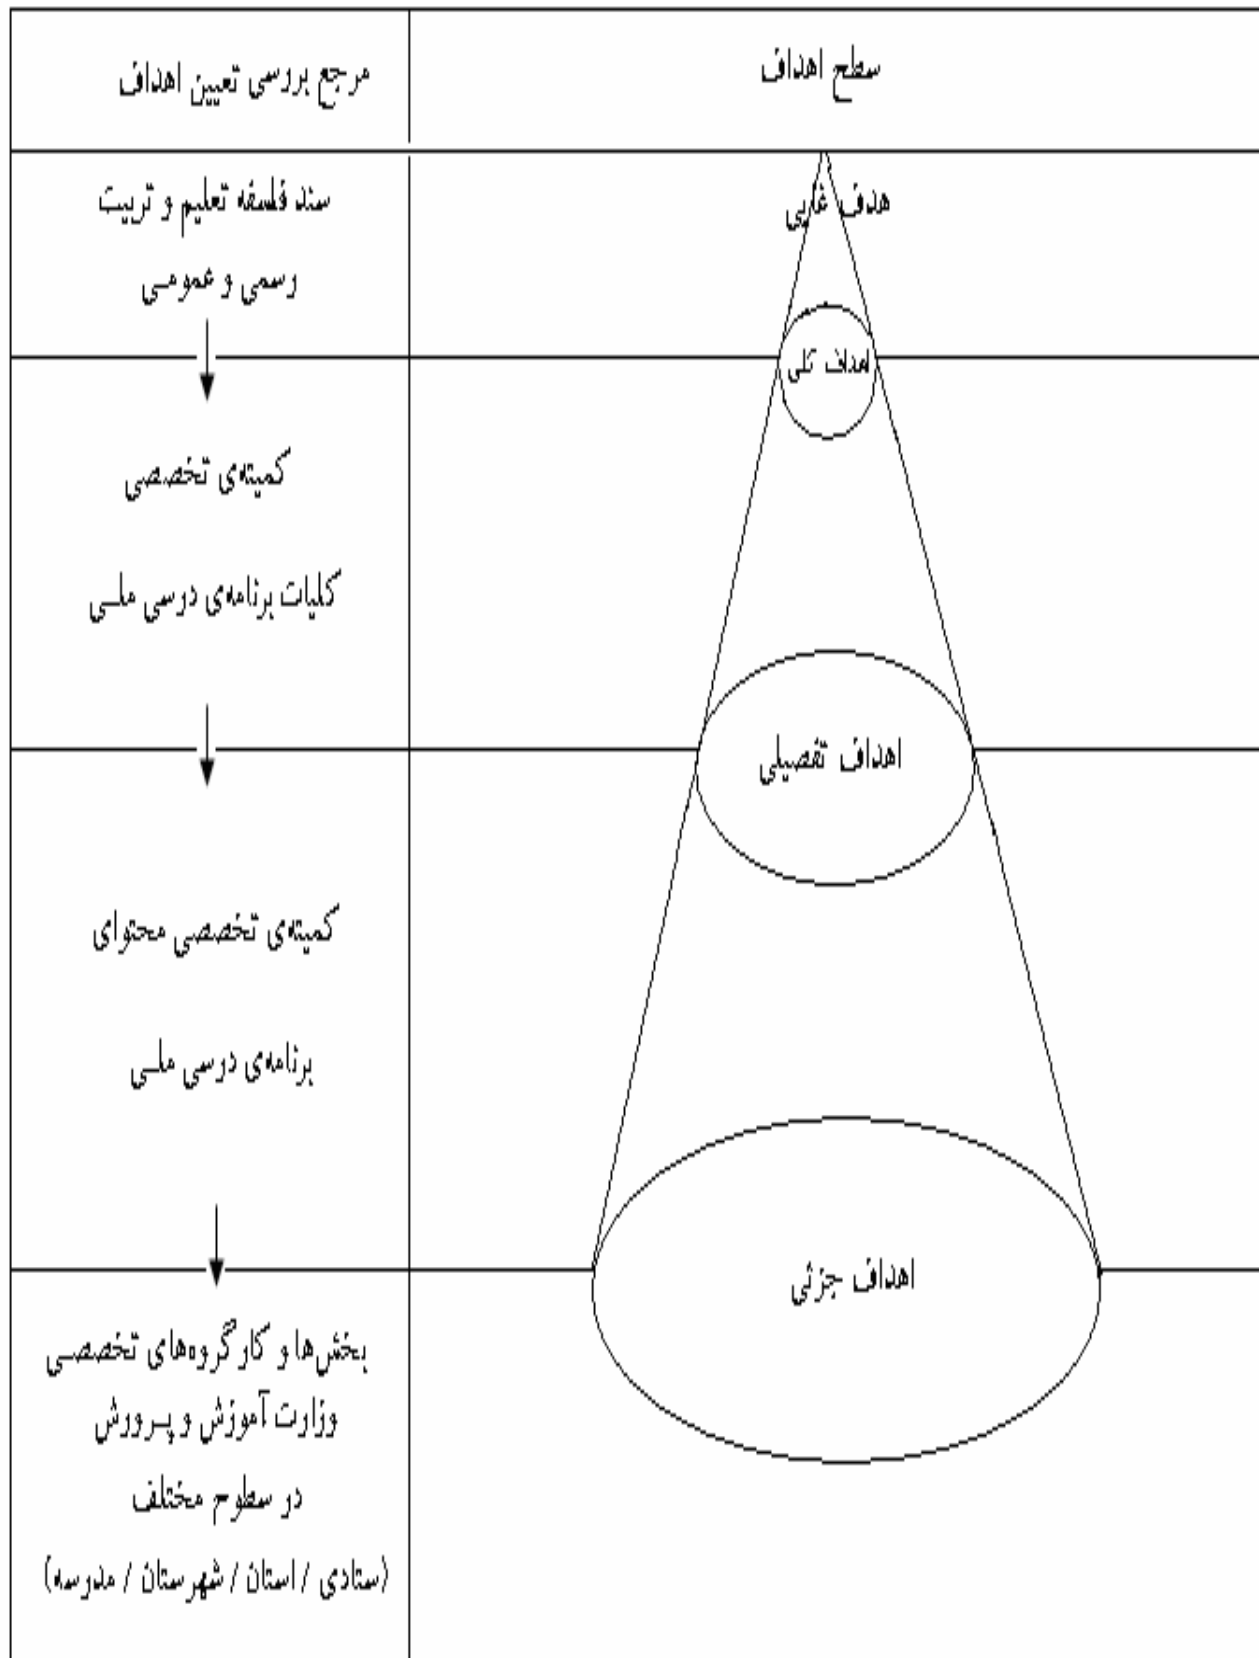 سطح اهداف
مرجع بررسی تعیین اهداف
هدف غایی
سند فلسفه تعلیم و تربیت
رسمی و عمومی
اهداف کلی
کمیته‌ی تخصصی
کلیات برنامه‌ی درسی ملی
اهداف تفصیلی
کمیته‌ی تخصصی محتوای
برنامه‌ی درسی ملی
اهداف جزئی
بخش‌ها و کارگروه‌های تخصصی
وزارت آموزش و پرورش
در سطوح مختلف
(ستادی / استان / شهرستان / مدرسه)